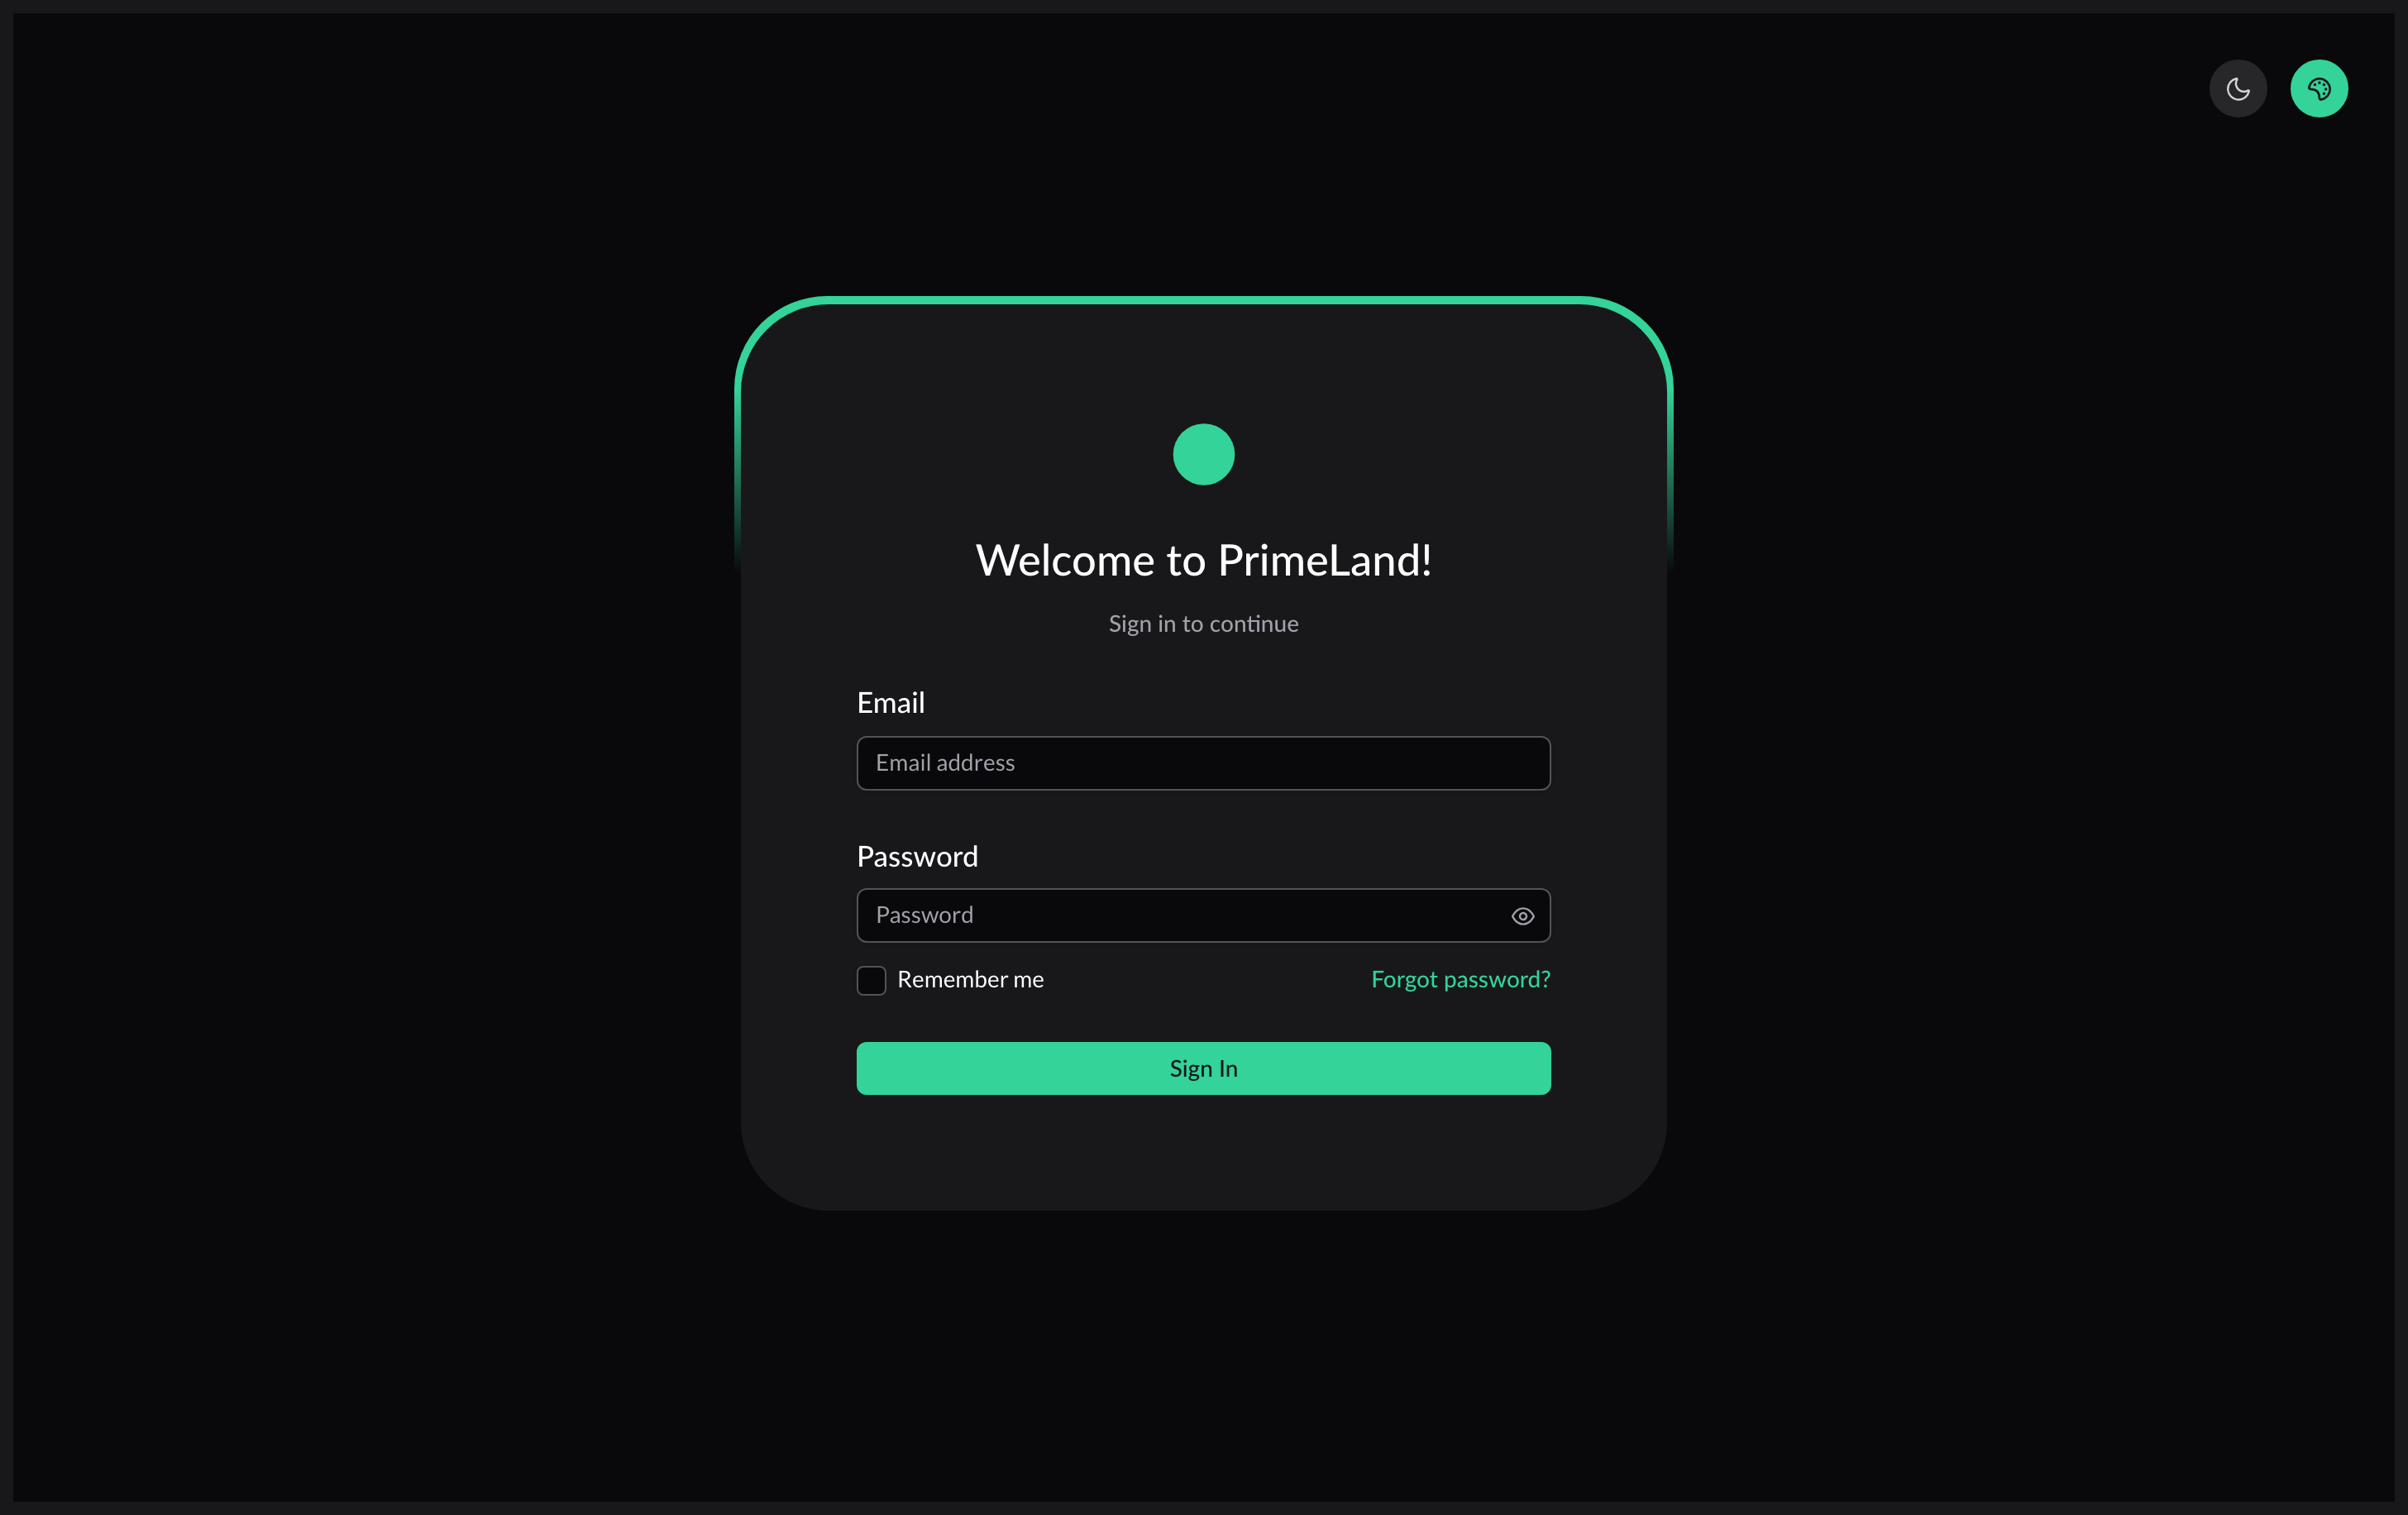 Welcome to PrimeLand!
Sign in to continue
Email
Email address
Password
Password
Remember me
Forgot password?
Sign In